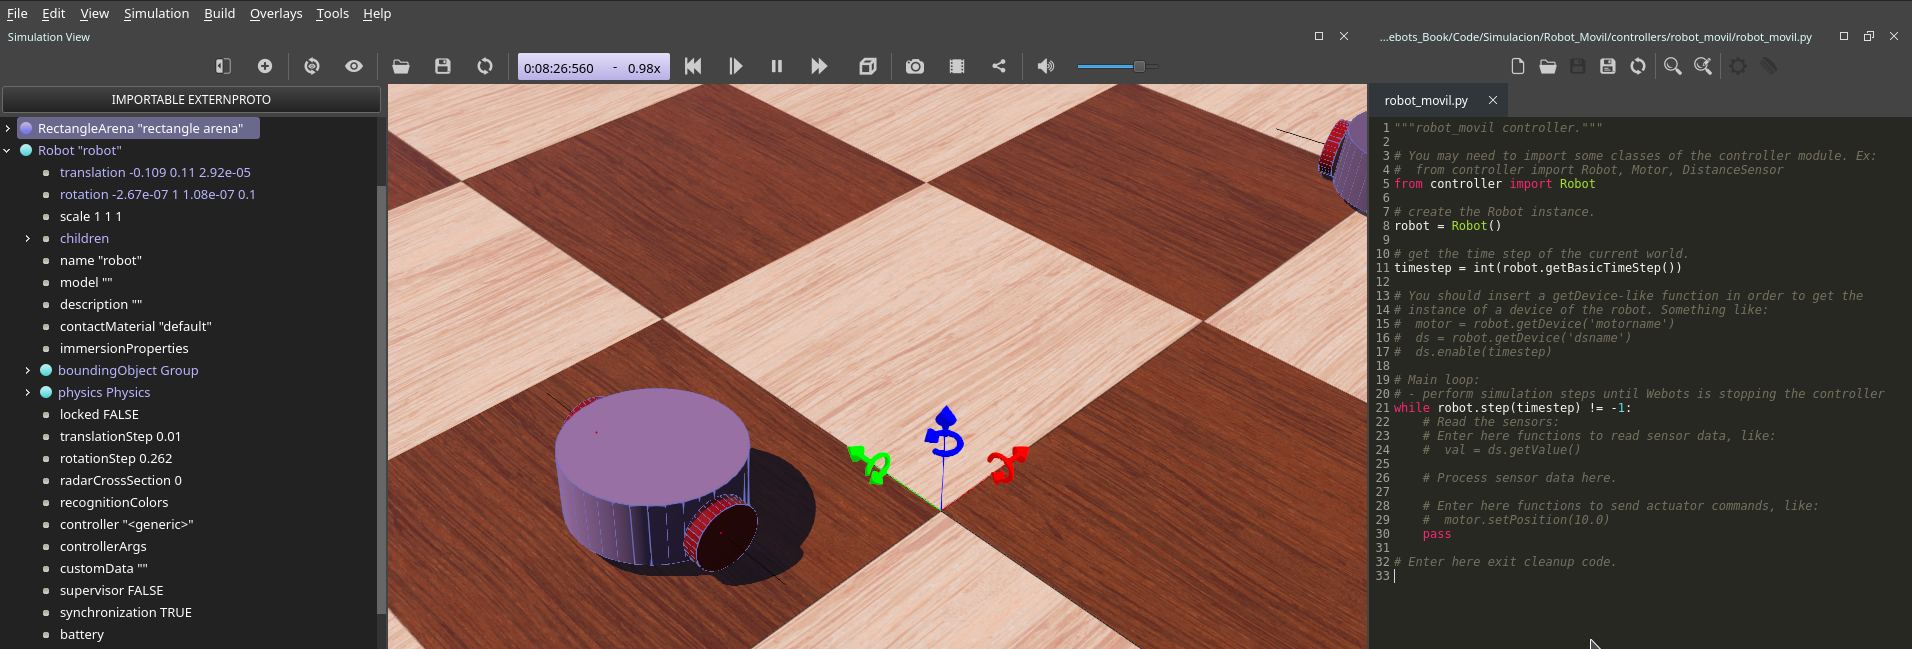 File Edit View Simulation Build Overlays Tools Help
Simulation View
0:08:26:560 - 0.98x
IMPORTABLE EXTERNPROTO
RectangleArena "rectangle arena"
Robot "robot"
translation -0.109 0.11 2.92e-05
rotation -2.67e-07 1 1.08e-07 0.1
scale 1 1 1
children
name "robot"
model ""
description ""
contactMaterial "default"
immersionProperties
boundingObject Group
physics Physics
locked FALSE
translationStep 0.01
rotationStep 0.262
radarCrossSection 0
recognitionColors
controller "<generic>"
controllerArgs
customData ""
supervisor FALSE
synchronization TRUE
battery
...ebots_Book/Code/Simulacion/Robot_Movil/controllers/robot_movil/robot_movil.py
robot_movil.py
1 """robot_movil controller."""
2
3 # You may need to import some classes of the controller module. Ex:
4 #  from controller import Robot, Motor, DistanceSensor
5 from controller import Robot
6
7 # create the Robot instance.
8 robot = Robot()
9
10 # get the time step of the current world.
11 timestep = int(robot.getBasicTimeStep())
12
13 # You should insert a getDevice-like function in order to get the
14 # instance of a device of the robot. Something like:
15 #  motor = robot.getDevice('motorname')
16 #  ds = robot.getDevice('dsname')
17 #  ds.enable(timestep)
18
19 # Main loop:
20 # - perform simulation steps until Webots is stopping the controller
21 while robot.step(timestep) != -1:
22     # Read the sensors:
23     # Enter here functions to read sensor data, like:
24     #  val = ds.getValue()
25
26     # Process sensor data here.
27
28     # Enter here functions to send actuator commands, like:
29     #  motor.setPosition(10.0)
30     pass
31
32 # Enter here exit cleanup code.
33